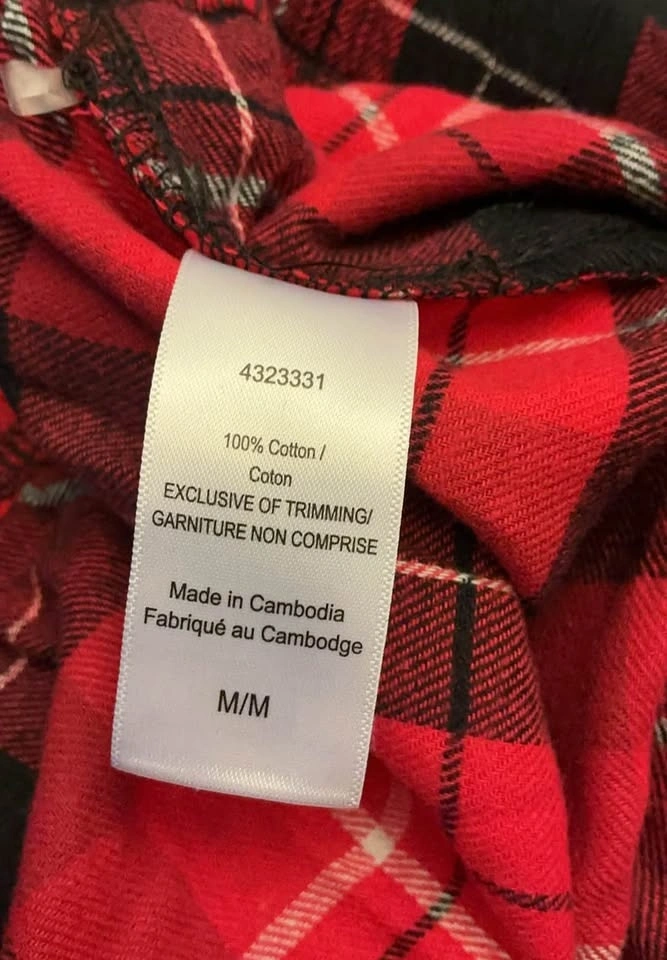 4323331
100% Cotton /
Coton
EXCLUSIVE OF TRIMMING/
GARNITURE NON COMPRISE
Made in Cambodia
Fabriqué au Cambodge
M/M